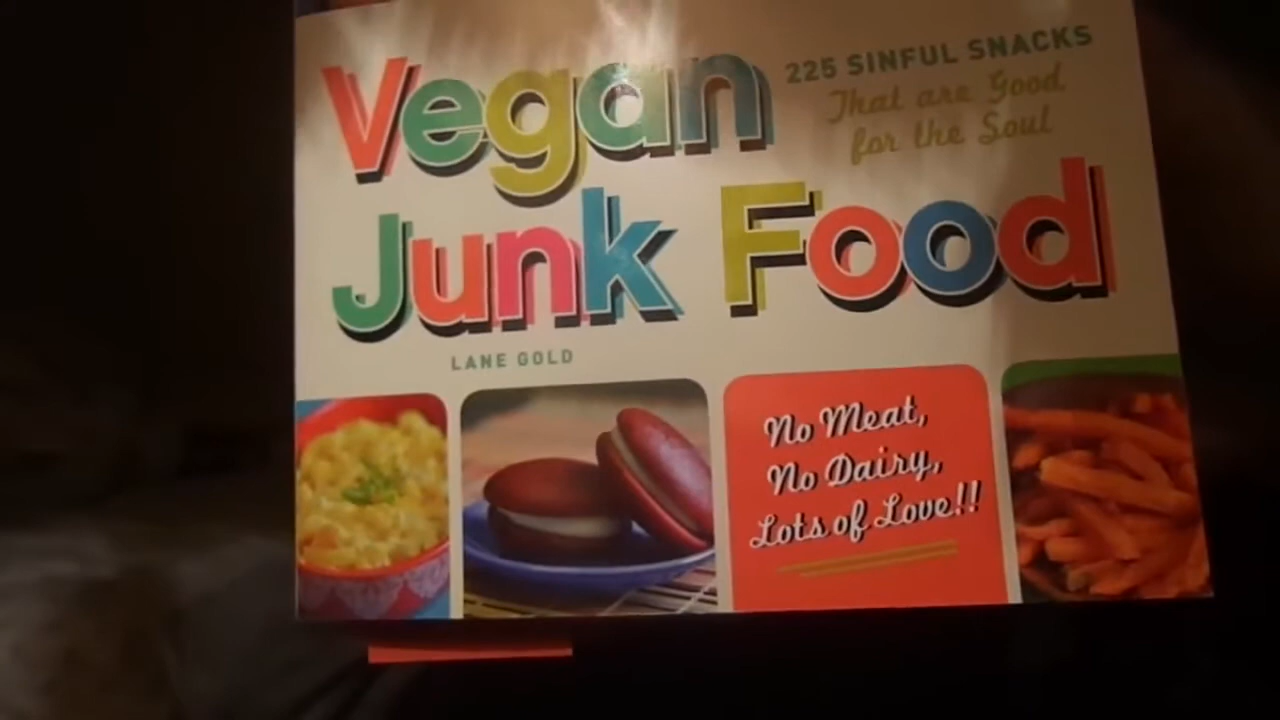 Vegan
225 SINFUL SNACKS
That are Good
for the Soul
Junk Food
LANE GOLD
No Meat,
No Dairy,
Lots of Love!!